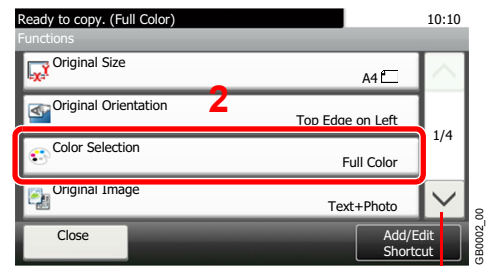 Ready to copy. (Full Color) 10:10
Functions
Original Size
A4
Original Orientation
2
Top Edge on Left
1/4
Color Selection
Full Color
Original Image
Text+Photo
Close
Add/Edit
Shortcut
GB0002_00